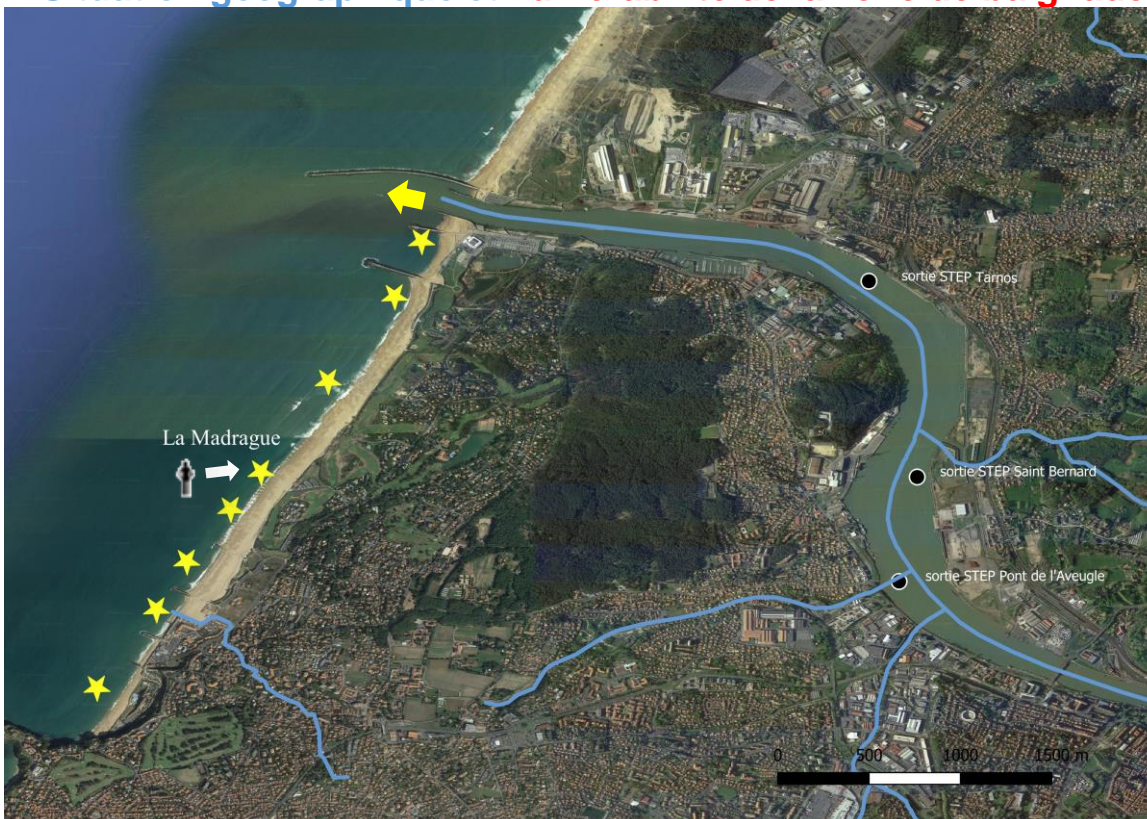 La Madrague
sortie STEP Tarnos
sortie STEP Saint Bernard
sortie STEP Pont de l'Aveugle
0 500 1000 1500 m